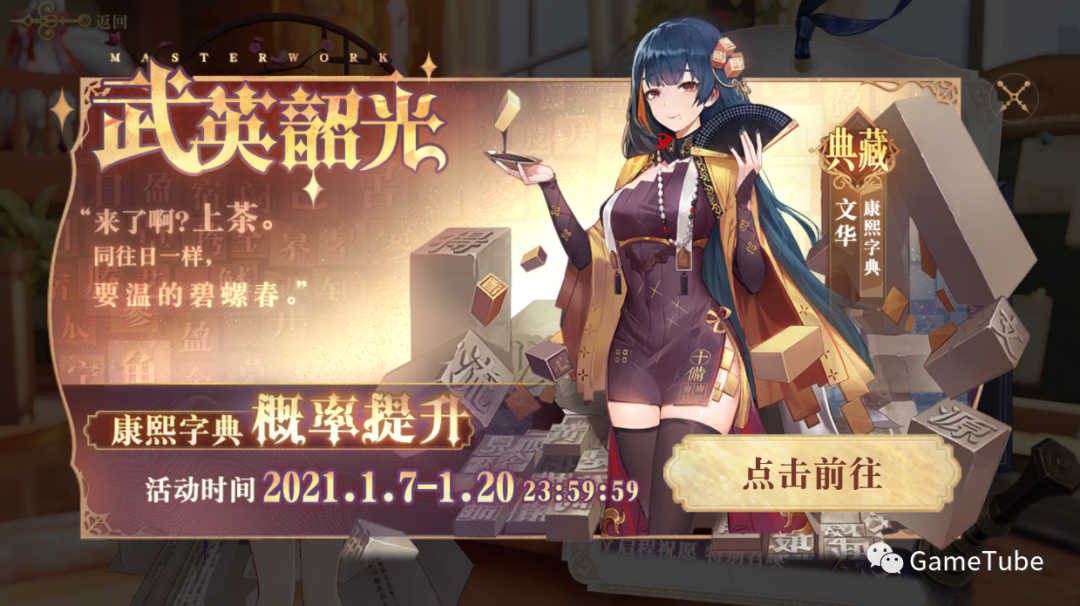 返回
MASTERWORK
武英韶光
“来了啊？上茶。
同往日一样，
要温的碧螺春。”
典藏
康熙字典
文华
康熙字典 概率提升
活动时间 2021.1.7-1.20 23:59:59
点击前往
GameTube